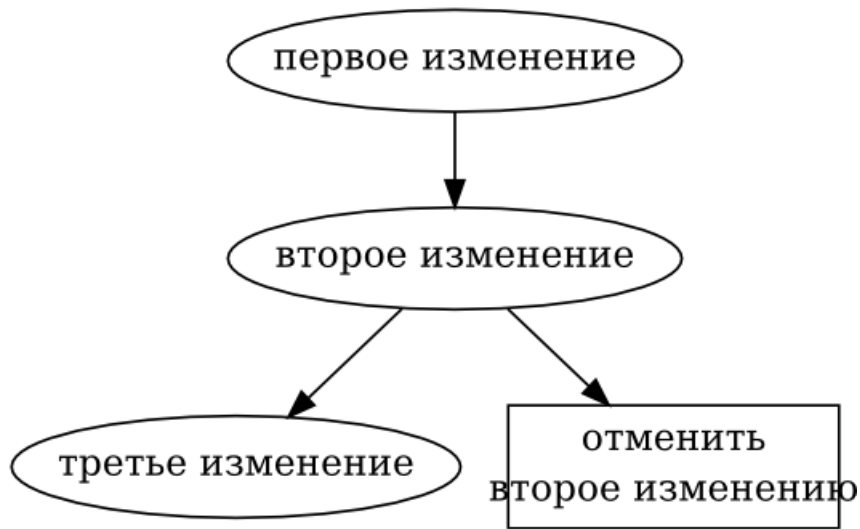 первое изменение
второе изменение
третье изменение
отменить
второе изменению